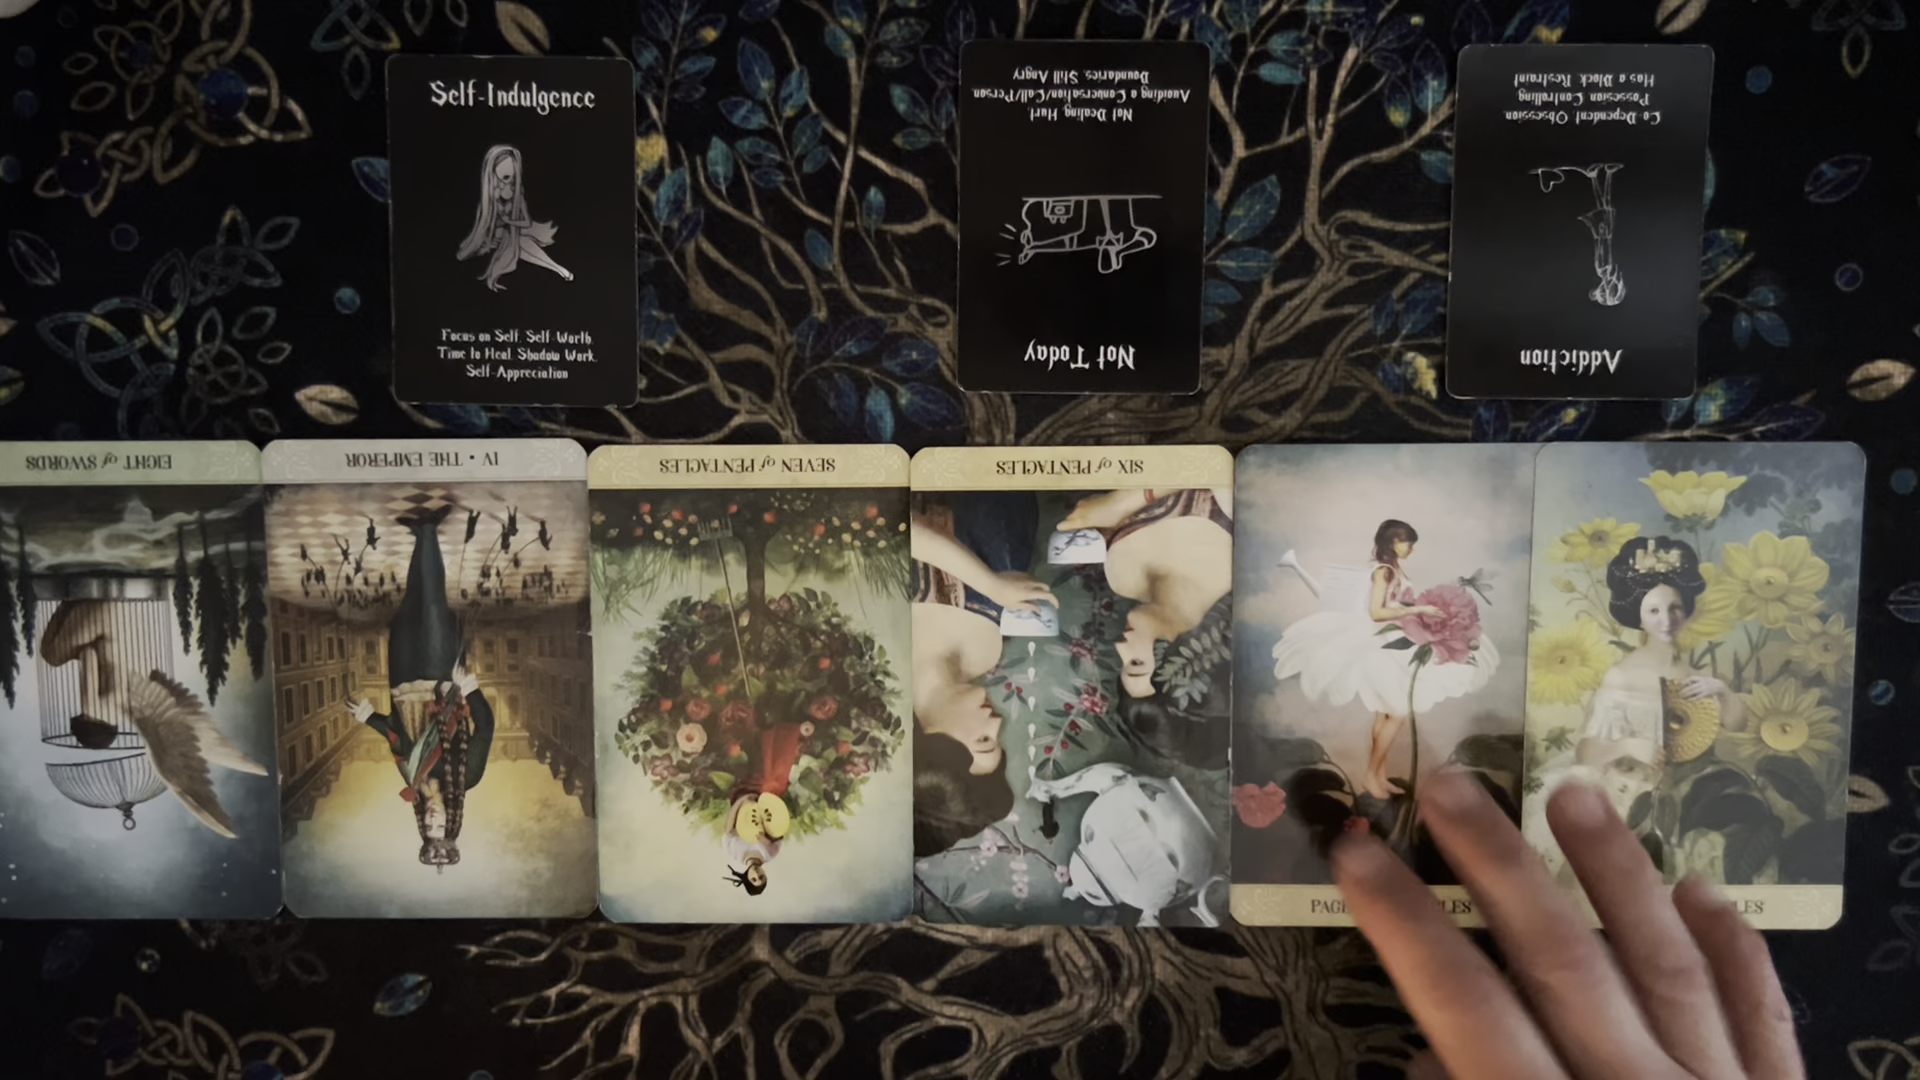 Self-Indulgence
Focus on Self, Self-Worth,
Time to Heal, Shadow Work,
Self-Appreciation
Not Today
Not Dealing, Hurt,
Avoiding a Conversation/Call/Person,
Boundaries, Still Angry
Addiction
Co-Dependent, Obsession,
Possession, Controlling,
Has a Block, Restraint
EIGHT of SWORDS
IV • THE EMPEROR
SEVEN of PENTACLES
SIX of PENTACLES